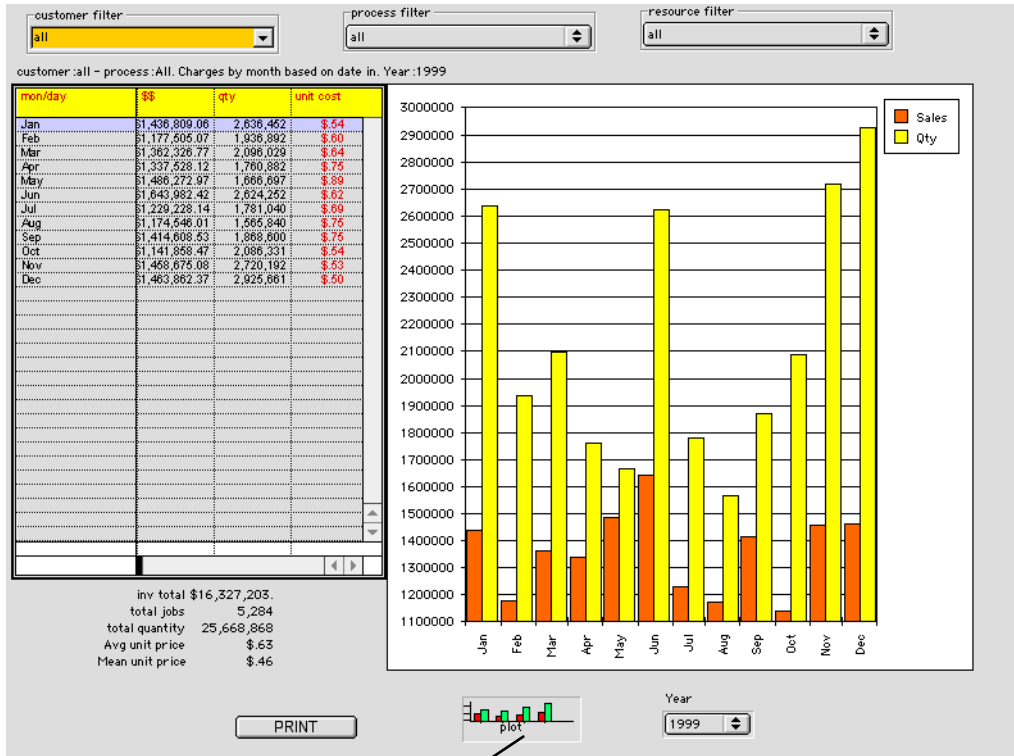 customer filter
all
process filter
all
resource filter
all
customer :all - process :All. Charges by month based on date in. Year :1999
mon/day $$ qty unit cost
Jan $1,436,809.06 2,636,452 $.54
Feb $1,177,505.07 1,936,892 $.60
Mar $1,362,326.77 2,096,029 $.64
Apr $1,337,528.12 1,760,882 $.75
May $1,486,272.97 1,666,697 $.89
Jun $1,643,982.42 2,624,252 $.62
Jul $1,229,228.14 1,781,040 $.69
Aug $1,174,546.01 1,565,840 $.75
Sep $1,414,608.53 1,868,600 $.75
Oct $1,141,858.47 2,086,331 $.54
Nov $1,458,675.08 2,720,192 $.53
Dec $1,463,862.37 2,925,661 $.50
inv total $16,327,203.
total jobs 5,284
total quantity 25,668,868
Avg unit price $.63
Mean unit price $.46
3000000
2900000
2800000
2700000
2600000
2500000
2400000
2300000
2200000
2100000
2000000
1900000
1800000
1700000
1600000
1500000
1400000
1300000
1200000
1100000
Jan Feb Mar Apr May Jun Jul Aug Sep Oct Nov Dec
Sales
Qty
PRINT
plot
Year
1999